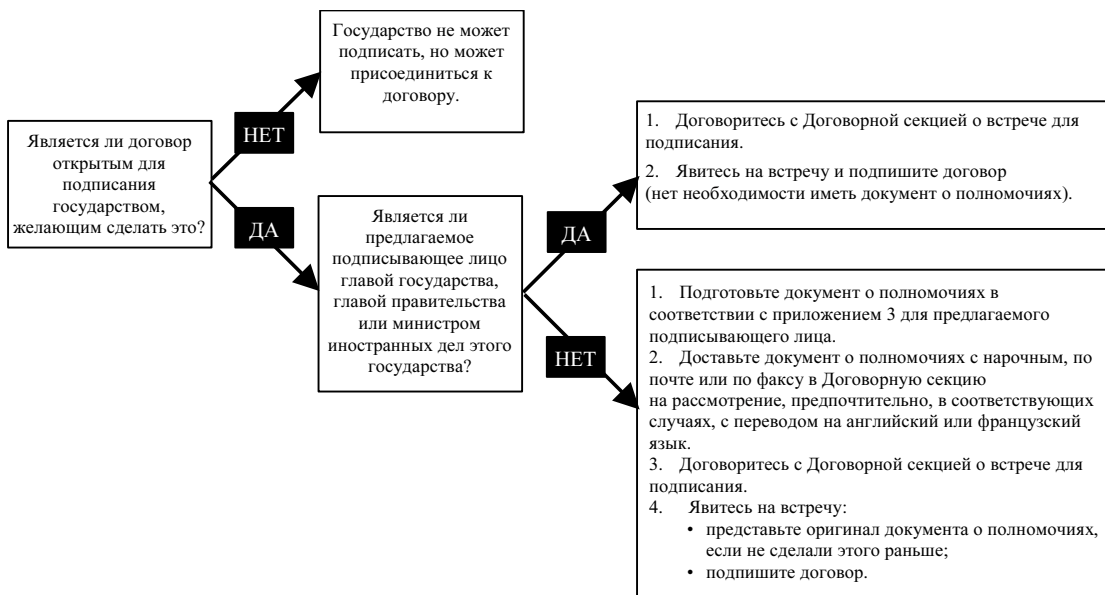 Государство не может
подписать, но может
присоединиться к
договору.
НЕТ
Является ли договор
открытым для
подписания
государством,
желающим сделать это?
ДА
Является ли
предлагаемое
подписывающее лицо
главой государства,
главой правительства
или министром
иностранных дел этого
государства?
ДА
1. Договоритесь с Договорной секцией о встрече для
подписания.
2. Явитесь на встречу и подпишите договор
(нет необходимости иметь документ о полномочиях).
НЕТ
1. Подготовьте документ о полномочиях в
соответствии с приложением 3 для предлагаемого
подписывающего лица.
2. Доставьте документ о полномочиях с нарочным, по
почте или по факсу в Договорную секцию
на рассмотрение, предпочтительно, в соответствующих
случаях, с переводом на английский или французский
язык.
3. Договоритесь с Договорной секцией о встрече для
подписания.
4. Явитесь на встречу:
• представьте оригинал документа о полномочиях,
если не сделали этого раньше;
• подпишите договор.